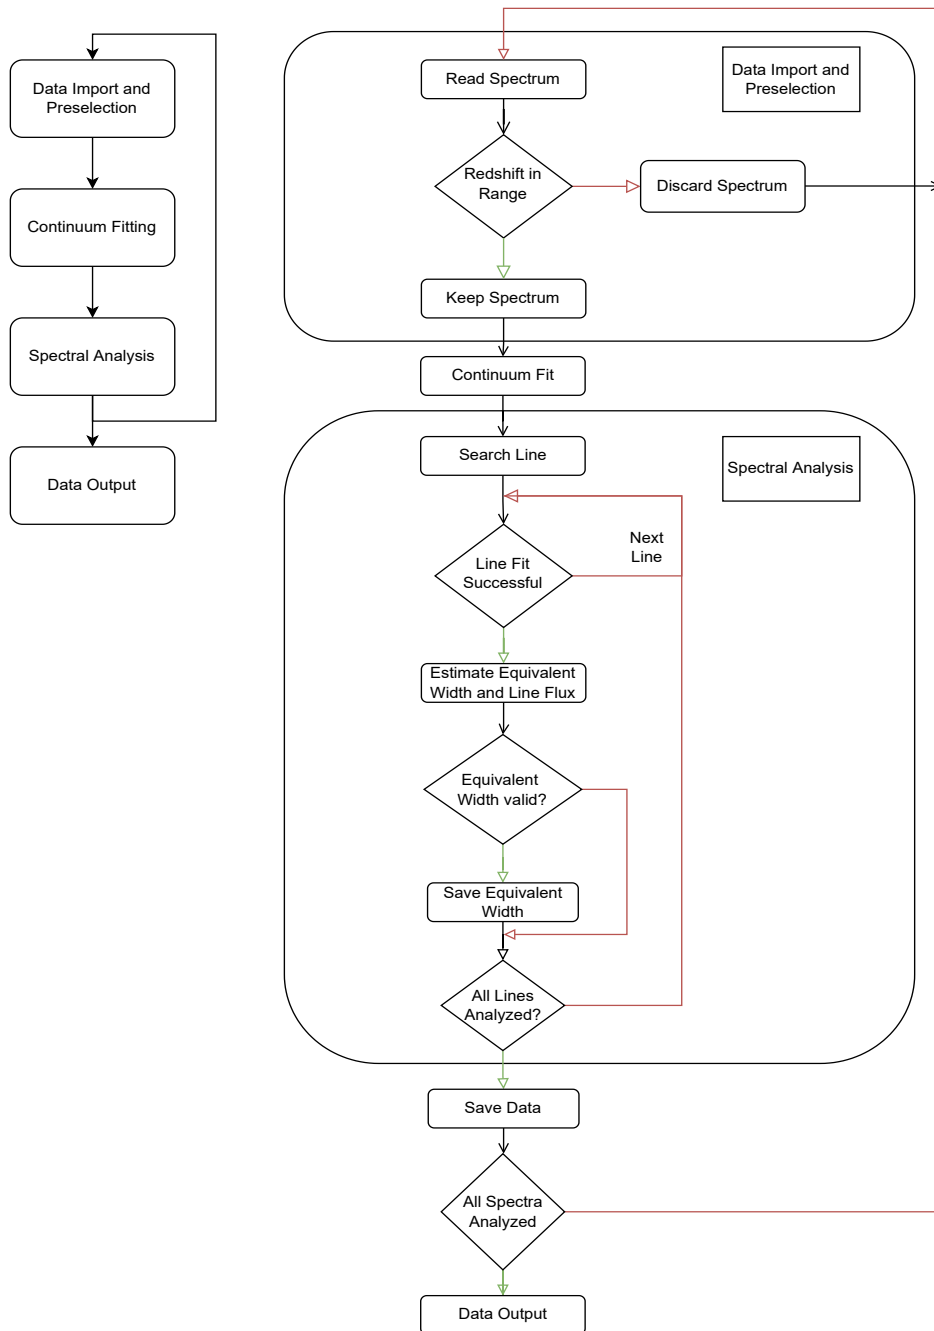 Data Import and
Preselection
Continuum Fitting
Spectral Analysis
Data Output
Read Spectrum
Data Import and
Preselection
Redshift in
Range
Discard Spectrum
Keep Spectrum
Continuum Fit
Search Line
Spectral Analysis
Next
Line
Line Fit
Successful
Estimate Equivalent
Width and Line Flux
Equivalent
Width valid?
Save Equivalent
Width
All Lines
Analyzed?
Save Data
All Spectra
Analyzed
Data Output